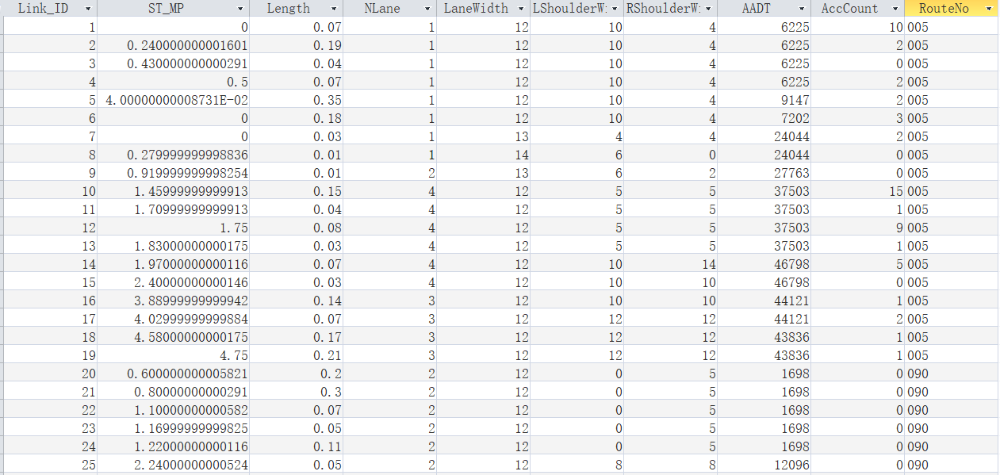 Link_ID ST_MP Length NLane LaneWidth LShoulderW: RShoulderW: AADT AccCount RouteNo
1 0 0.07 1 12 10 4 6225 10 005
2 0.240000000001601 0.19 1 12 10 4 6225 2 005
3 0.430000000000291 0.04 1 12 10 4 6225 0 005
4 0.5 0.07 1 12 10 4 6225 2 005
5 4.00000000008731E-02 0.35 1 12 10 4 9147 2 005
6 0 0.18 1 12 10 4 7202 3 005
7 0 0.03 1 13 4 4 24044 2 005
8 0.279999999998836 0.01 1 14 6 0 24044 0 005
9 0.919999999998254 0.01 2 13 6 2 27763 0 005
10 1.45999999999913 0.15 4 12 5 5 37503 15 005
11 1.70999999999913 0.04 4 12 5 5 37503 1 005
12 1.75 0.08 4 12 5 5 37503 9 005
13 1.83000000000175 0.03 4 12 5 5 37503 1 005
14 1.97000000000116 0.07 4 12 10 14 46798 5 005
15 2.40000000000146 0.03 4 12 10 10 46798 0 005
16 3.88999999999942 0.14 3 12 10 10 44121 1 005
17 4.02999999999884 0.07 3 12 12 12 44121 2 005
18 4.58000000000175 0.17 3 12 12 12 43836 1 005
19 4.75 0.21 3 12 12 12 43836 1 005
20 0.600000000005821 0.2 2 12 0 5 1698 0 090
21 0.80000000000291 0.3 2 12 0 5 1698 0 090
22 1.10000000000582 0.07 2 12 0 5 1698 0 090
23 1.16999999999825 0.05 2 12 0 5 1698 0 090
24 1.22000000000116 0.11 2 12 0 5 1698 0 090
25 2.24000000000524 0.05 2 12 8 8 12096 0 090